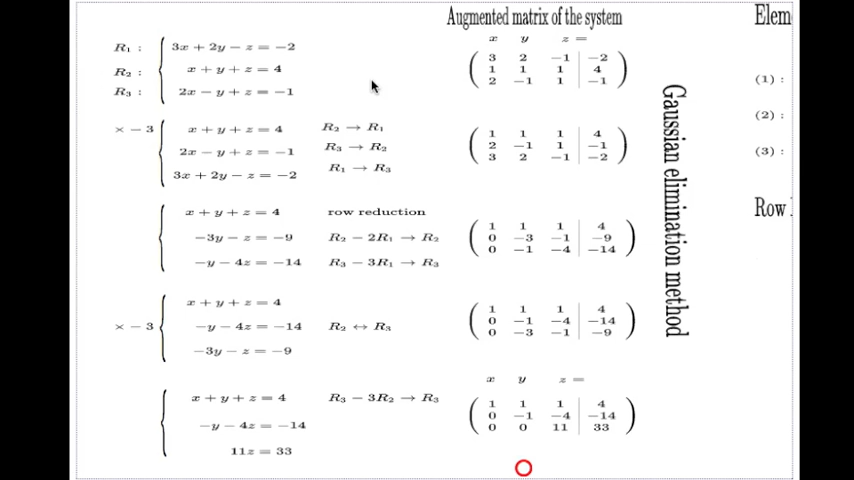 Augmented matrix of the system
Elem
x y z =
R₁ : 3x + 2y − z = −2
R₂ : x + y + z = 4
R₃ : 2x − y + z = −1
3 2 −1 | −2
1 1 1 | 4
2 −1 1 | −1
(1) :
(2) :
(3) :
× − 3
x + y + z = 4 R₂ → R₁
2x − y + z = −1 R₃ → R₂
3x + 2y − z = −2 R₁ → R₃
1 1 1 | 4
2 −1 1 | −1
3 2 −1 | −2
Gaussian elimination method
Row
x + y + z = 4 row reduction
−3y − z = −9 R₂ − 2R₁ → R₂
−y − 4z = −14 R₃ − 3R₁ → R₃
1 1 1 | 4
0 −3 −1 | −9
0 −1 −4 | −14
× − 3
x + y + z = 4
−y − 4z = −14 R₂ ↔ R₃
−3y − z = −9
1 1 1 | 4
0 −1 −4 | −14
0 −3 −1 | −9
x y z =
x + y + z = 4 R₃ − 3R₂ → R₃
−y − 4z = −14
11z = 33
1 1 1 | 4
0 −1 −4 | −14
0 0 11 | 33